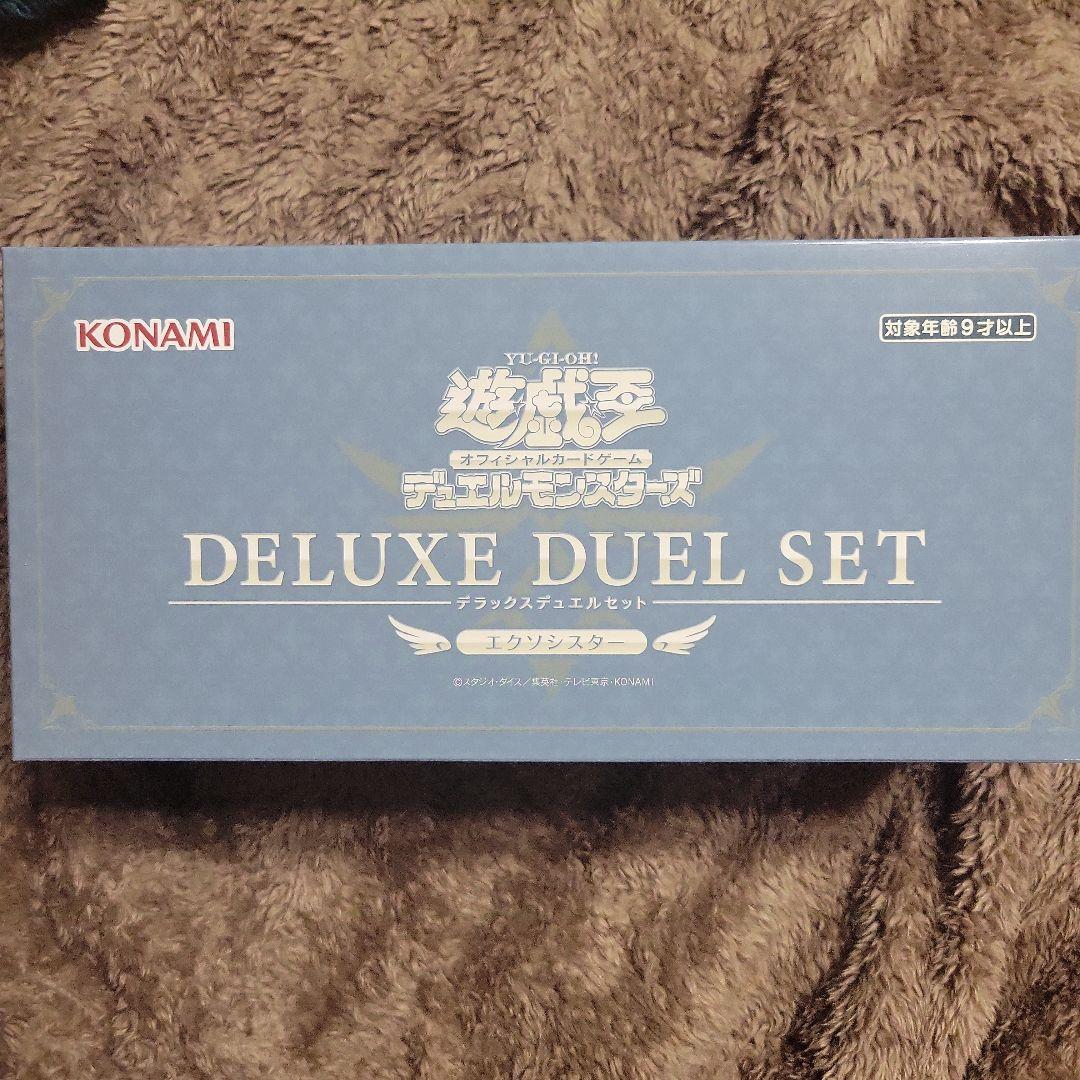 KONAMI
対象年齢9才以上
YU-GI-OH!
遊戯王
オフィシャルカードゲーム
デュエルモンスターズ
DELUXE DUEL SET
デラックスデュエルセット
エクソシスター
©スタジオ・ダイス/集英社・テレビ東京・KONAMI